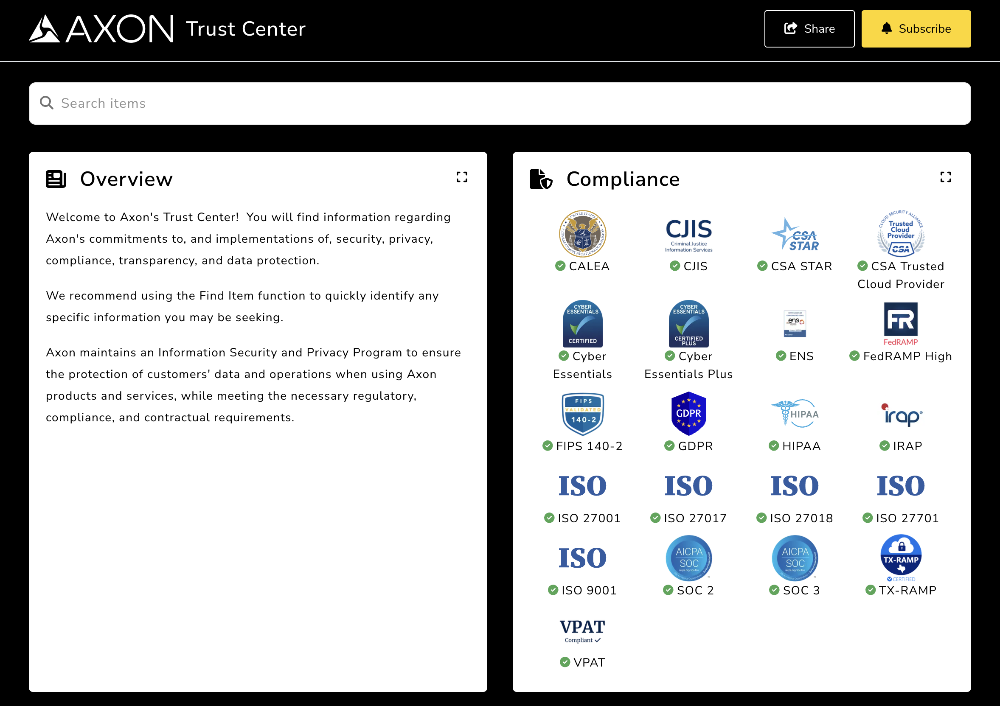 AXON Trust Center
Share
Subscribe
Search items
Overview
Welcome to Axon's Trust Center!  You will find information regarding
Axon's commitments to, and implementations of, security, privacy,
compliance, transparency, and data protection.
We recommend using the Find Item function to quickly identify any
specific information you may be seeking.
Axon maintains an Information Security and Privacy Program to ensure
the protection of customers' data and operations when using Axon
products and services, while meeting the necessary regulatory,
compliance, and contractual requirements.
Compliance
UNITED STATES
FEDERAL COMMUNICATIONS COMMISSION
CALEA
CJIS
Criminal Justice
Information Services
CJIS
CSA
STAR
CSA STAR
CLOUD SECURITY ALLIANCE
Trusted
Cloud
Provider
CSA
CSA Trusted
Cloud Provider
CYBER
ESSENTIALS
CERTIFIED
Cyber
Essentials
CYBER
ESSENTIALS
CERTIFIED
PLUS
Cyber
Essentials Plus
ens
ENS
FR
FedRAMP
FedRAMP High
FIPS
VALIDATED
140-2
FIPS 140-2
GDPR
GDPR
HIPAA
HIPAA
irap®
IRAP
ISO
ISO 27001
ISO
ISO 27017
ISO
ISO 27018
ISO
ISO 27701
ISO
ISO 9001
AICPA
SOC
aicpa.org/soc4so
SOC 2
AICPA
SOC
aicpa.org/soc4so
SOC 3
TX-RAMP
CERTIFIED
TX-RAMP
VPAT
Compliant
VPAT